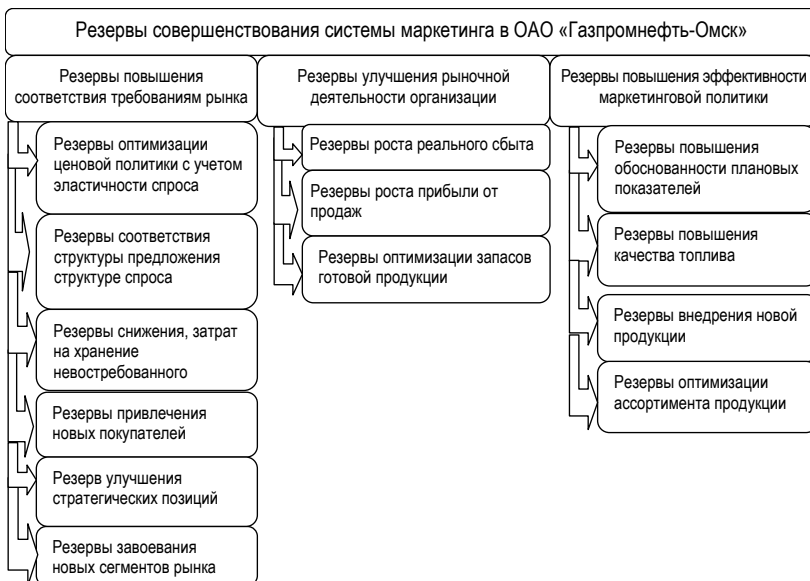 Резервы совершенствования системы маркетинга в ОАО «Газпромнефть-Омск»
Резервы повышения
соответствия требованиям рынка
Резервы оптимизации
ценовой политики с учетом
эластичности спроса
Резервы соответствия
структуры предложения
структуре спроса
Резервы снижения, затрат
на хранение
невостребованного
Резервы привлечения
новых покупателей
Резерв улучшения
стратегических позиций
Резервы завоевания
новых сегментов рынка
Резервы улучшения рыночной
деятельности организации
Резервы роста реального сбыта
Резервы роста прибыли от
продаж
Резервы оптимизации запасов
готовой продукции
Резервы повышения эффективности
маркетинговой политики
Резервы повышения
обоснованности плановых
показателей
Резервы повышения
качества топлива
Резервы внедрения новой
продукции
Резервы оптимизации
ассортимента продукции